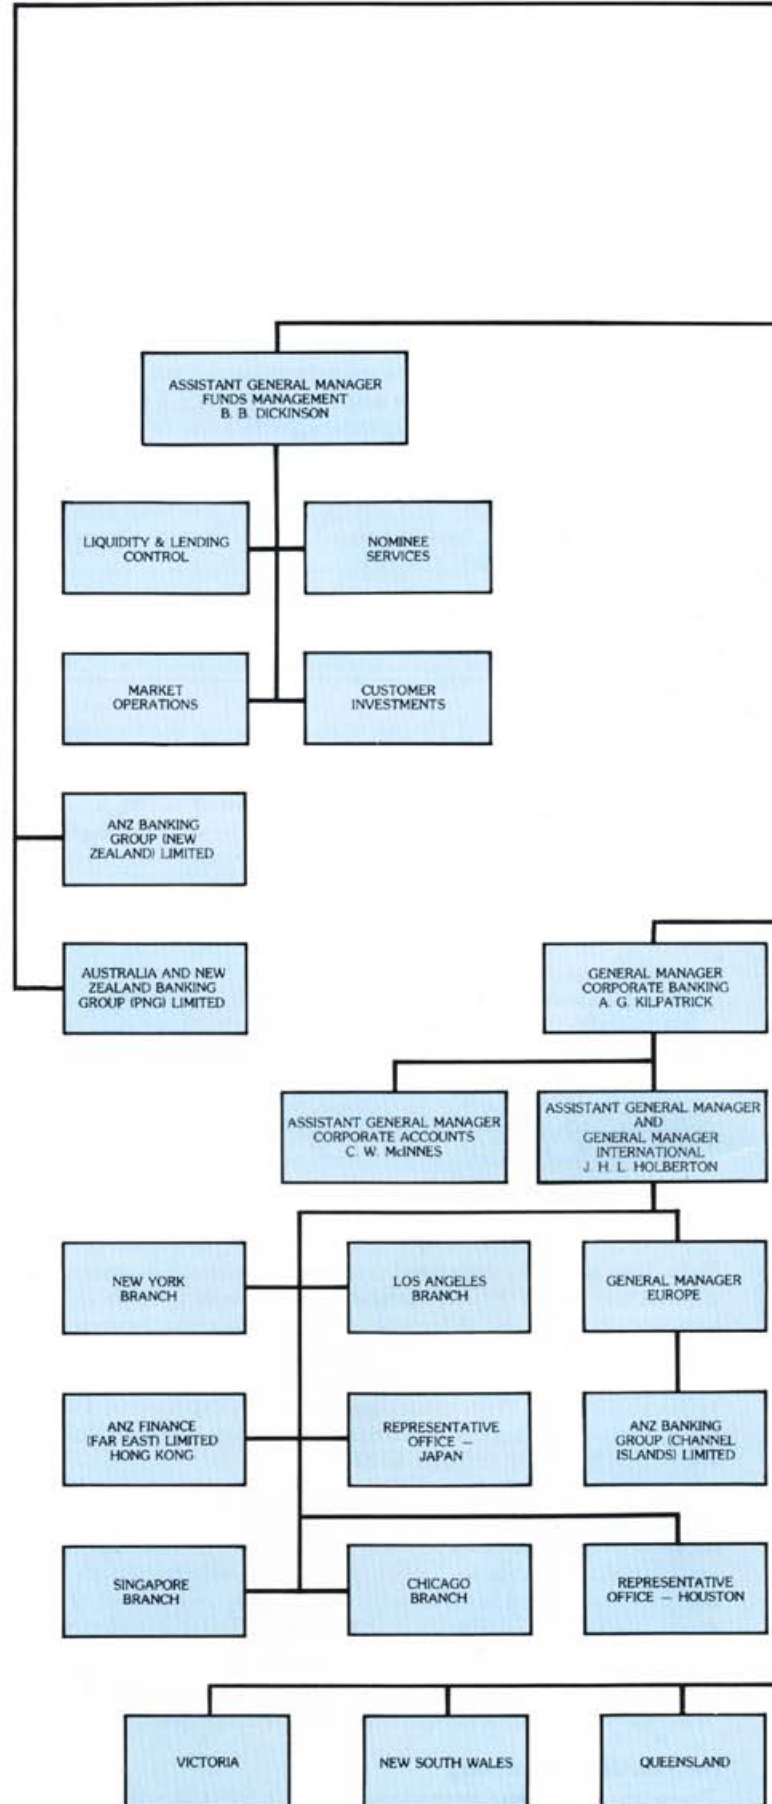 ASSISTANT GENERAL MANAGER
FUNDS MANAGEMENT
B. B. DICKINSON
LIQUIDITY & LENDING
CONTROL
NOMINEE
SERVICES
MARKET
OPERATIONS
CUSTOMER
INVESTMENTS
ANZ BANKING
GROUP (NEW
ZEALAND) LIMITED
AUSTRALIA AND NEW
ZEALAND BANKING
GROUP (PNG) LIMITED
GENERAL MANAGER
CORPORATE BANKING
A. G. KILPATRICK
ASSISTANT GENERAL MANAGER
CORPORATE ACCOUNTS
C. W. McINNES
ASSISTANT GENERAL MANAGER
AND
GENERAL MANAGER
INTERNATIONAL
J. H. L. HOLBERTON
NEW YORK
BRANCH
LOS ANGELES
BRANCH
GENERAL MANAGER
EUROPE
ANZ FINANCE
(FAR EAST) LIMITED
HONG KONG
REPRESENTATIVE
OFFICE —
JAPAN
ANZ BANKING
GROUP (CHANNEL
ISLANDS) LIMITED
SINGAPORE
BRANCH
CHICAGO
BRANCH
REPRESENTATIVE
OFFICE — HOUSTON
VICTORIA
NEW SOUTH WALES
QUEENSLAND